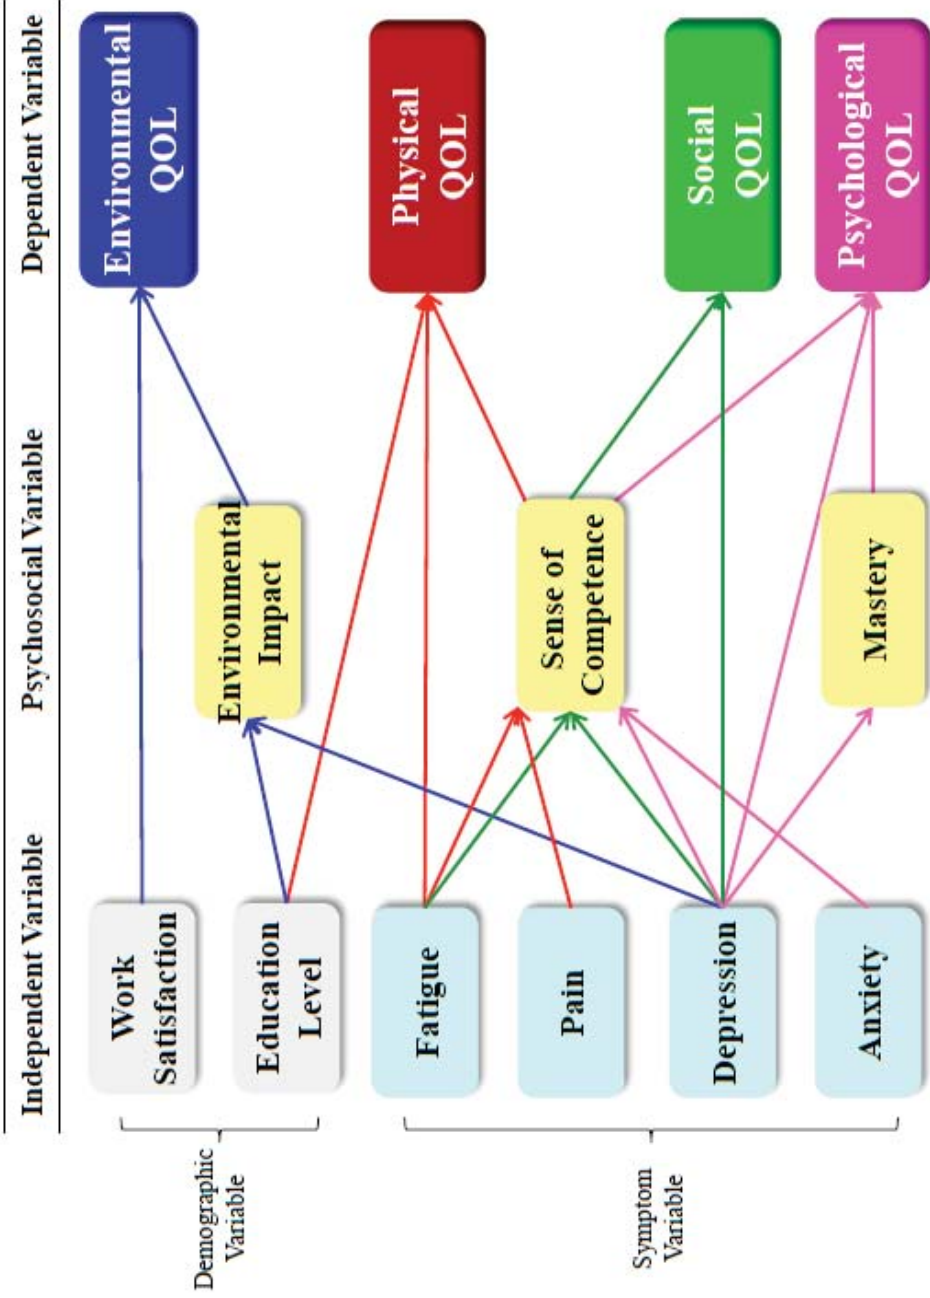 Independent Variable
Psychosocial Variable
Dependent Variable
Demographic
Variable
Work
Satisfaction
Education
Level
Environmental
Impact
Environmental
QOL
Symptom
Variable
Fatigue
Pain
Depression
Anxiety
Sense of
Competence
Mastery
Physical
QOL
Social
QOL
Psychological
QOL